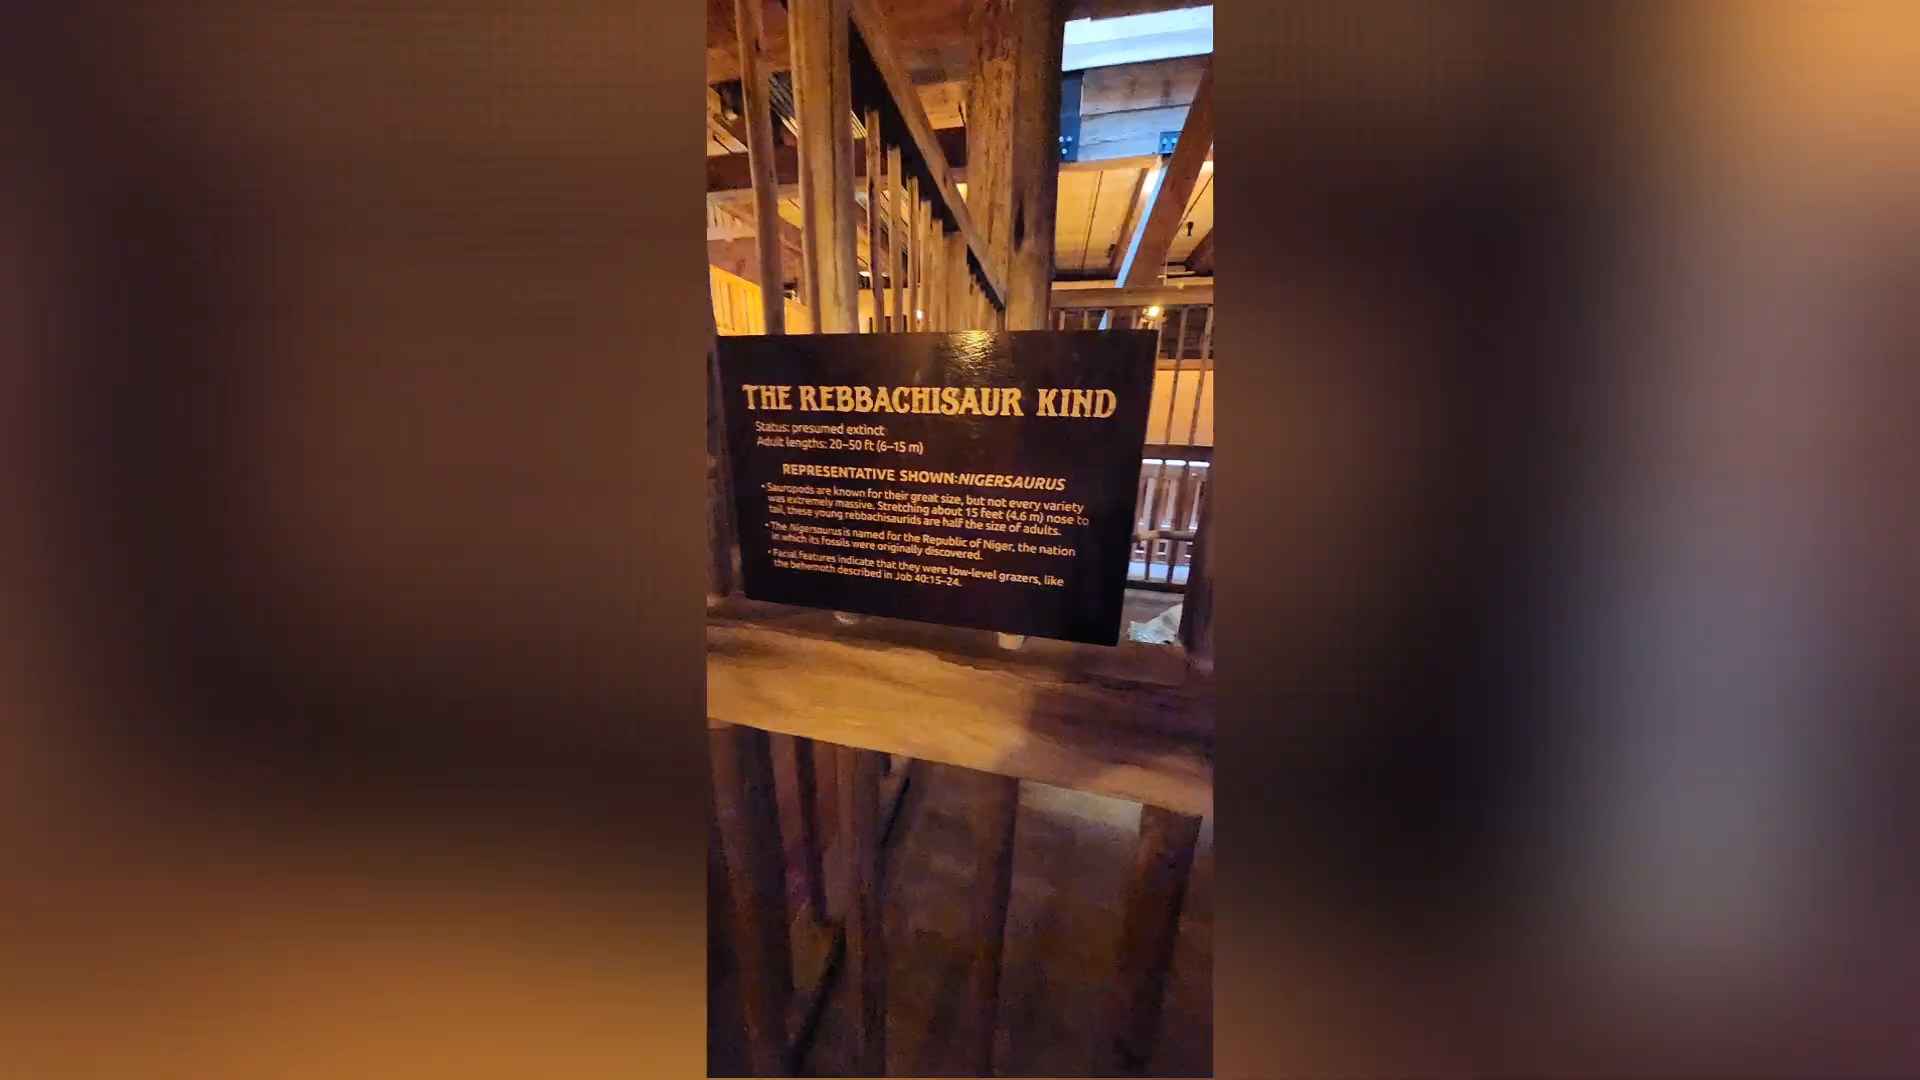 THE REBBACHISAUR KIND
Status: presumed extinct
Adult lengths: 20–50 ft (6–15 m)
REPRESENTATIVE SHOWN: NIGERSAURUS
• Sauropods are known for their great size, but not every variety
was extremely massive. Stretching about 15 feet (4.6 m) nose to
tail, these young rebbachisaurids are half the size of adults.
• The Nigersaurus is named for the Republic of Niger, the nation
in which its fossils were originally discovered.
• Facial features indicate that they were low-level grazers, like
the behemoth described in Job 40:15–24.